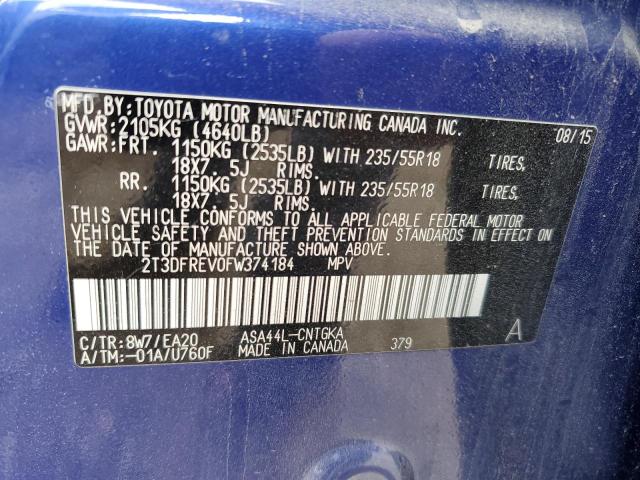 MFD. BY: TOYOTA MOTOR MANUFACTURING CANADA INC. 08/15
GVWR: 2105KG (4640LB)
GAWR: FRT. 1150KG (2535LB) WITH 235/55R18 TIRES,
18X7. 5J RIMS.
RR. 1150KG (2535LB) WITH 235/55R18 TIRES,
18X7. 5J RIMS.
THIS VEHICLE CONFORMS TO ALL APPLICABLE FEDERAL MOTOR
VEHICLE SAFETY AND THEFT PREVENTION STANDARDS IN EFFECT ON
THE DATE OF MANUFACTURE SHOWN ABOVE.
2T3DFREV0FW374184 MPV
C/TR: 8W7/EA20 ASA44L-CNTGKA A
A/TM: -01A/U760F MADE IN CANADA 379